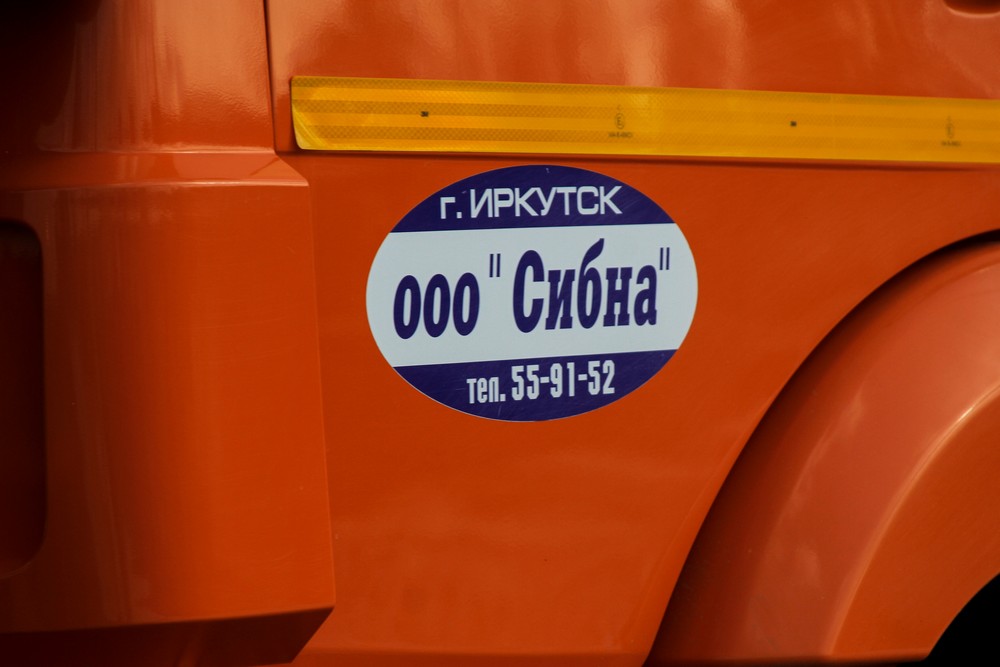 г. ИРКУТСК
ООО "Сибна"
тел. 55-91-52